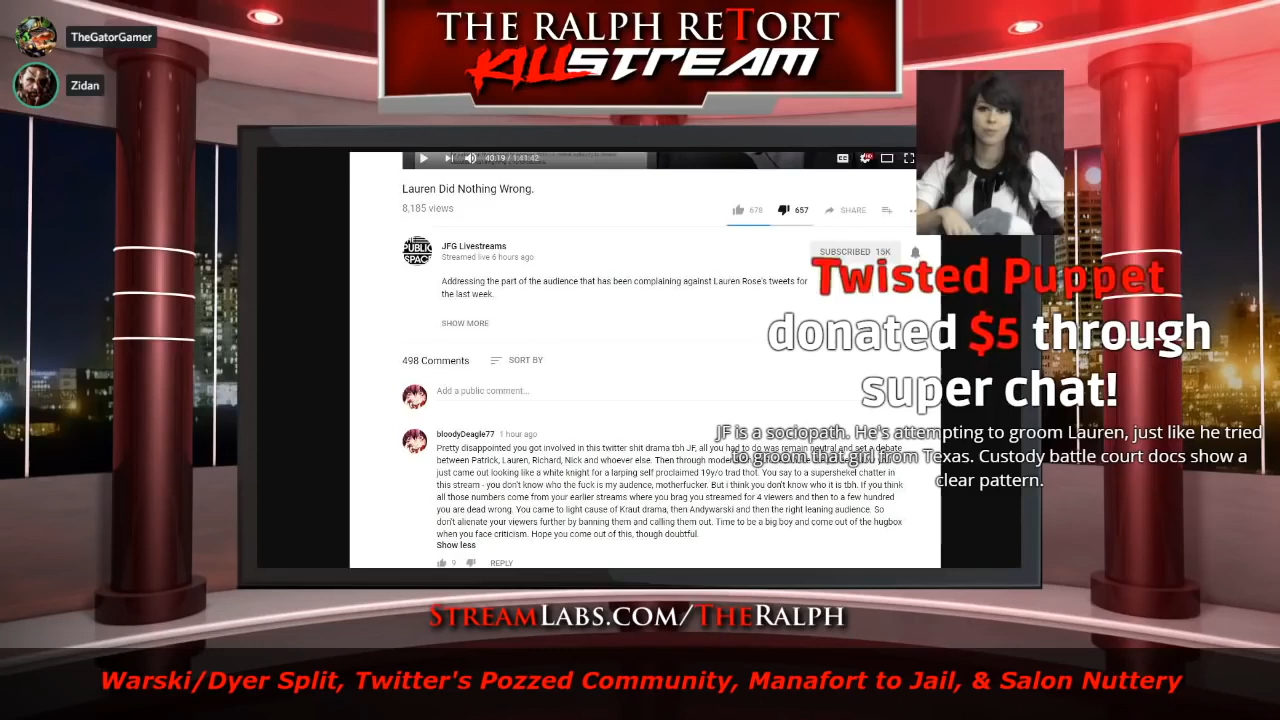 TheGatorGamer
Zidan
THE RALPH RETORT
KILLSTREAM
40:19 / 1:41:42
Lauren Did Nothing Wrong.
8,185 views
678
657
SHARE
PUBLIC
SPACE
JFG Livestreams
Streamed live 6 hours ago
SUBSCRIBED 15K
Addressing the part of the audience that has been complaining against Lauren Rose's tweets for
the last week.
SHOW MORE
498 Comments
SORT BY
Add a public comment...
bloodyDeagle77 1 hour ago
Pretty disappointed you got involved in this twitter shit drama tbh JF, all you had to do was remain neutral and set a debate
between Patrick, Lauren, Richard, Nick and whoever else. Then through
just came out looking like a white knight for a larping self proclaimed 19y/o trad thot. You say to a supershekel chatter in
this stream - you don't know who the fuck is my audience, motherfucker. But i think you don't know who it is tbh. If you think
all those numbers come from your earlier streams where you brag you streamed for 4 viewers and then to a few hundred
you are dead wrong. You came to light cause of Kraut drama, then Andywarski and then the right leaning audience. So
don't alienate your viewers further by banning them and calling them out. Time to be a big boy and come out of the hugbox
when you face criticism. Hope you come out of this, though doubtful.
Show less
9
REPLY
Twisted Puppet
donated $5 through
super chat!
JF is a sociopath. He's attempting to groom Lauren, just like he tried
to groom that girl from Texas. Custody battle court docs show a
clear pattern.
STREAMLABS.COM/THERALPH
Warski/Dyer Split, Twitter's Pozzed Community, Manafort to Jail, & Salon Nuttery